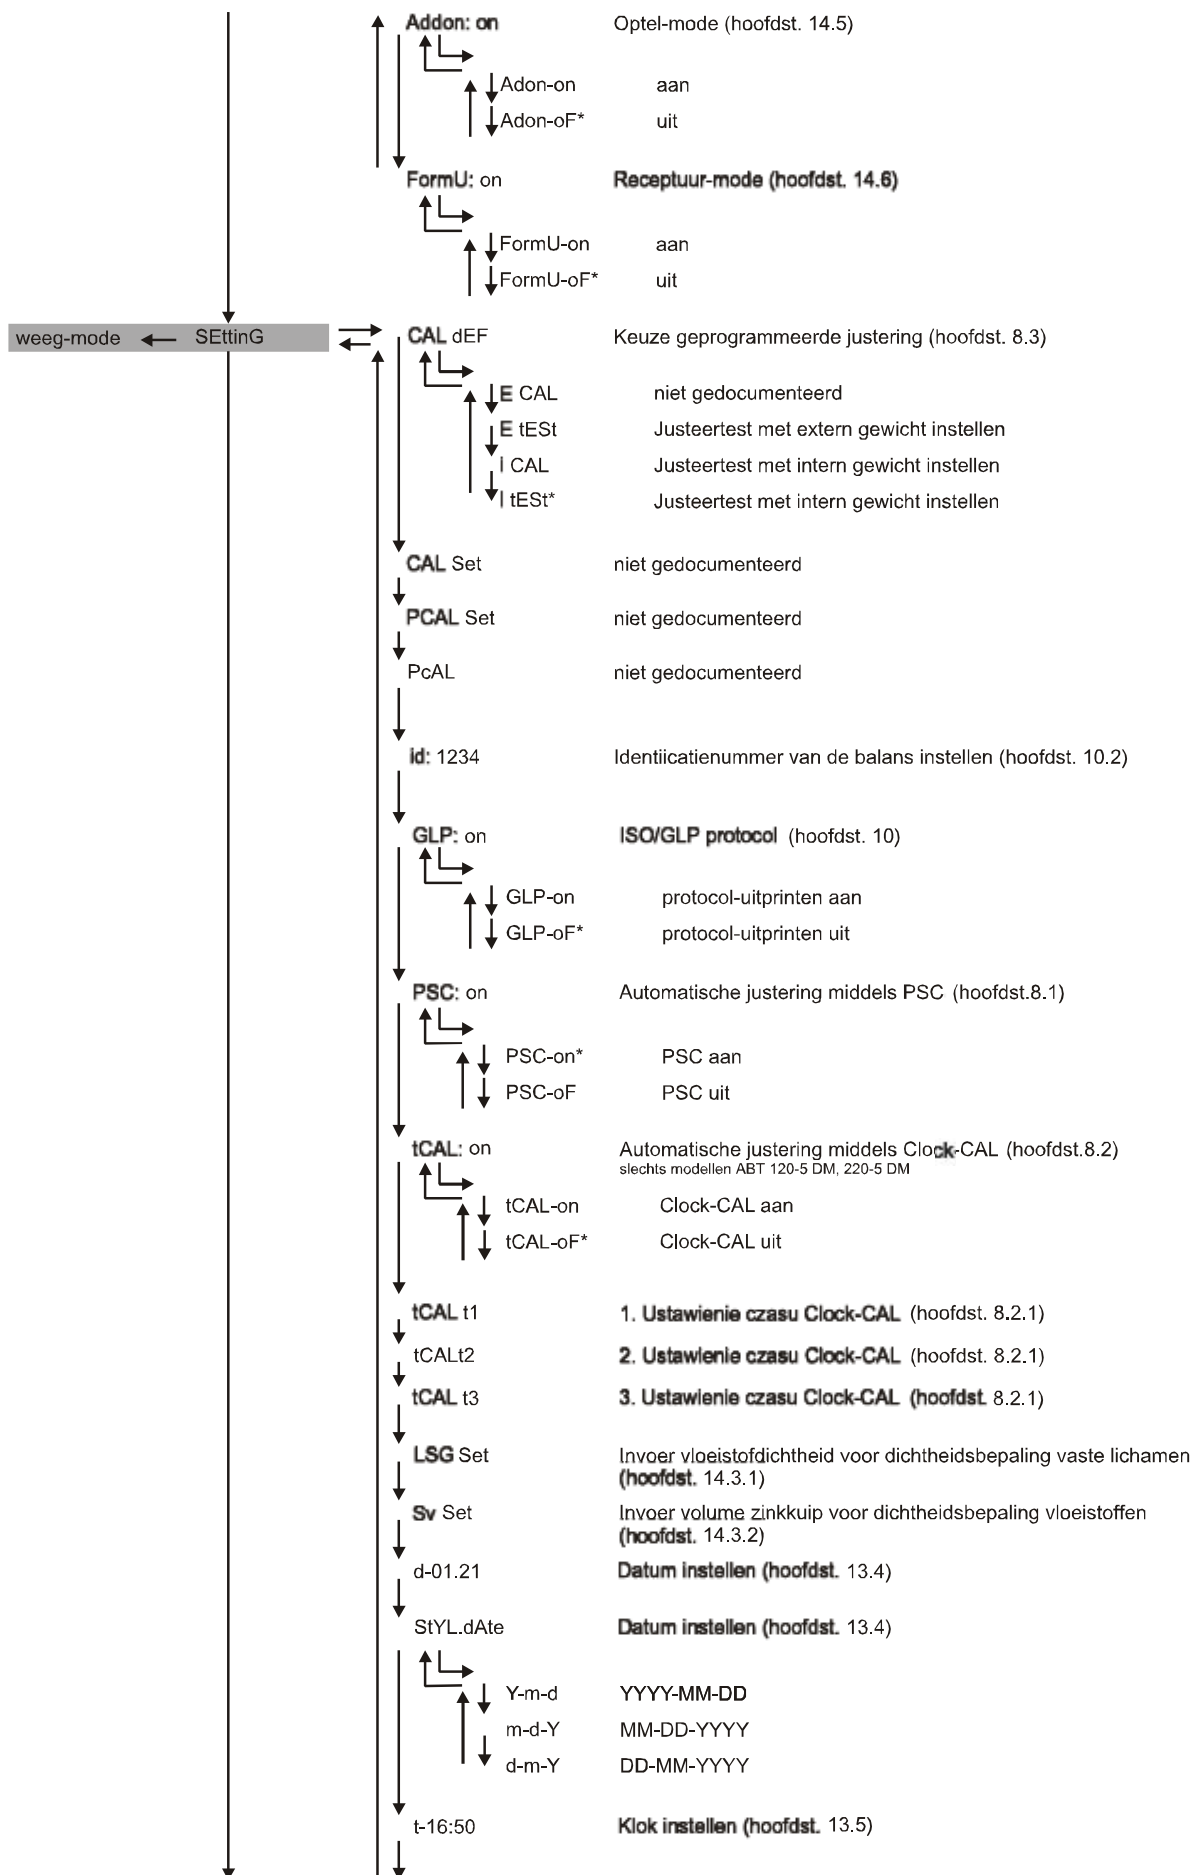 Addon: on Optel-mode (hoofdst. 14.5)
Adon-on aan
Adon-oF* uit
FormU: on Receptuur-mode (hoofdst. 14.6)
FormU-on aan
FormU-oF* uit
weeg-mode SEttinG CAL dEF Keuze geprogrammeerde justering (hoofdst. 8.3)
E CAL niet gedocumenteerd
E tESt Justeertest met extern gewicht instellen
I CAL Justeertest met intern gewicht instellen
I tESt* Justeertest met intern gewicht instellen
CAL Set niet gedocumenteerd
PCAL Set niet gedocumenteerd
PcAL niet gedocumenteerd
id: 1234 Identiicatienummer van de balans instellen (hoofdst. 10.2)
GLP: on ISO/GLP protocol (hoofdst. 10)
GLP-on protocol-uitprinten aan
GLP-oF* protocol-uitprinten uit
PSC: on Automatische justering middels PSC (hoofdst.8.1)
PSC-on* PSC aan
PSC-oF PSC uit
tCAL: on Automatische justering middels Clock-CAL (hoofdst.8.2)
slechts modellen ABT 120-5 DM, 220-5 DM
tCAL-on Clock-CAL aan
tCAL-oF* Clock-CAL uit
tCAL t1 1. Ustawienie czasu Clock-CAL (hoofdst. 8.2.1)
tCALt2 2. Ustawienie czasu Clock-CAL (hoofdst. 8.2.1)
tCAL t3 3. Ustawienie czasu Clock-CAL (hoofdst. 8.2.1)
LSG Set Invoer vloeistofdichtheid voor dichtheidsbepaling vaste lichamen
(hoofdst. 14.3.1)
Sv Set Invoer volume zinkkuip voor dichtheidsbepaling vloeistoffen
(hoofdst. 14.3.2)
d-01.21 Datum instellen (hoofdst. 13.4)
StYL.dAte Datum instellen (hoofdst. 13.4)
Y-m-d YYYY-MM-DD
m-d-Y MM-DD-YYYY
d-m-Y DD-MM-YYYY
t-16:50 Klok instellen (hoofdst. 13.5)